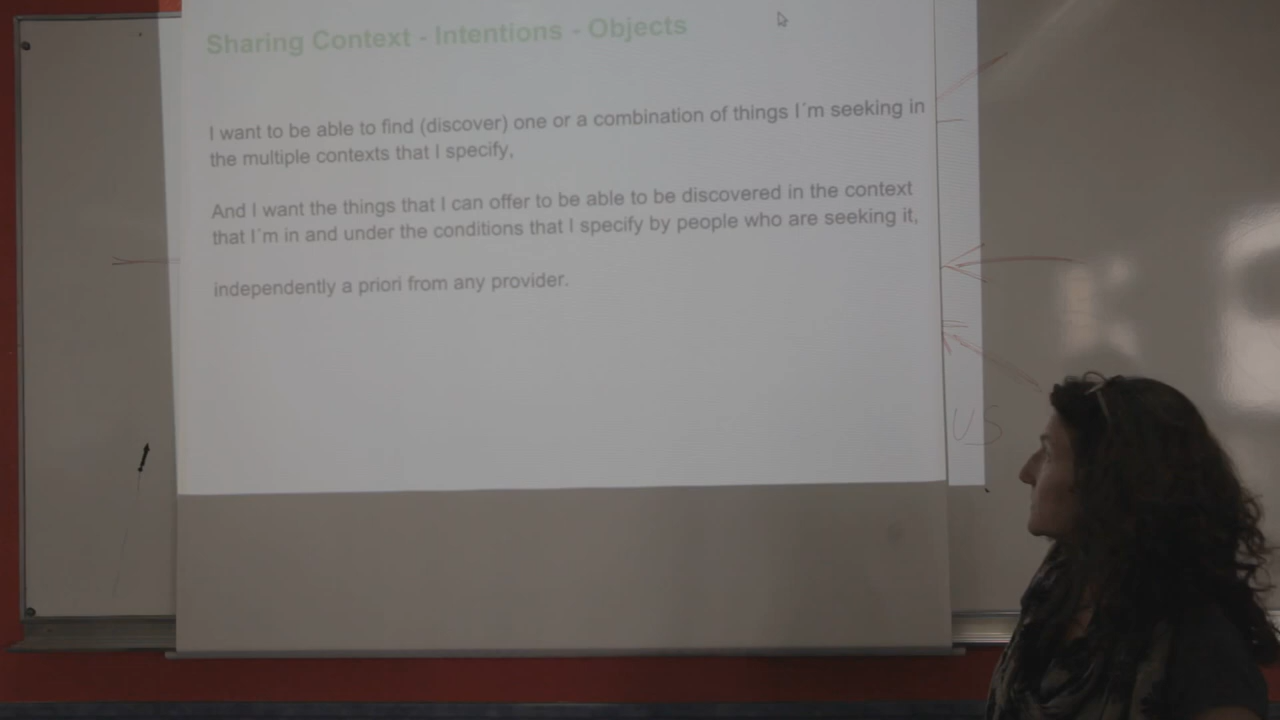 Sharing Context - Intentions - Objects
I want to be able to find (discover) one or a combination of things I´m seeking in
the multiple contexts that I specify,
And I want the things that I can offer to be able to be discovered in the context
that I´m in and under the conditions that I specify by people who are seeking it,
independently a priori from any provider.
US